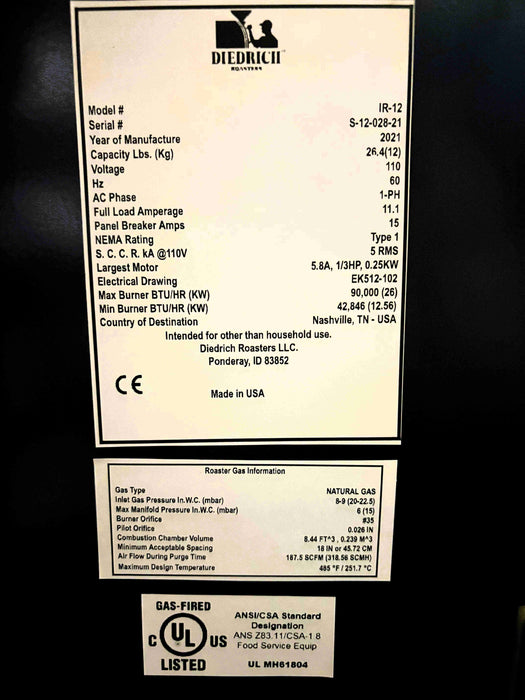 DIEDRICH
ROASTERS
Model # IR-12
Serial # S-12-028-21
Year of Manufacture 2021
Capacity Lbs. (Kg) 26.4(12)
Voltage 110
Hz 60
AC Phase 1-PH
Full Load Amperage 11.1
Panel Breaker Amps 15
NEMA Rating Type 1
S. C. C. R. kA @110V 5 RMS
Largest Motor 5.8A, 1/3HP, 0.25KW
Electrical Drawing EK512-102
Max Burner BTU/HR (KW) 90,000 (26)
Min Burner BTU/HR (KW) 42,846 (12.56)
Country of Destination Nashville, TN - USA
Intended for other than household use.
Diedrich Roasters LLC.
Ponderay, ID 83852
CE
Made in USA
Roaster Gas Information
Gas Type NATURAL GAS
Inlet Gas Pressure In.W.C. (mbar) 8-9 (20-22.5)
Max Manifold Pressure In.W.C. (mbar) 6 (15)
Burner Orifice #35
Pilot Orifice 0.026 IN
Combustion Chamber Volume 8.44 FT^3 , 0.239 M^3
Minimum Acceptable Spacing 18 IN or 45.72 CM
Air Flow During Purge Time 187.5 SCFM (318.56 SCMH)
Maximum Design Temperature 485 °F / 251.7 °C
GAS-FIRED
C UL US
LISTED
ANSI/CSA Standard
Designation
ANS Z83.11/CSA-1.8
Food Service Equip
UL MH61804